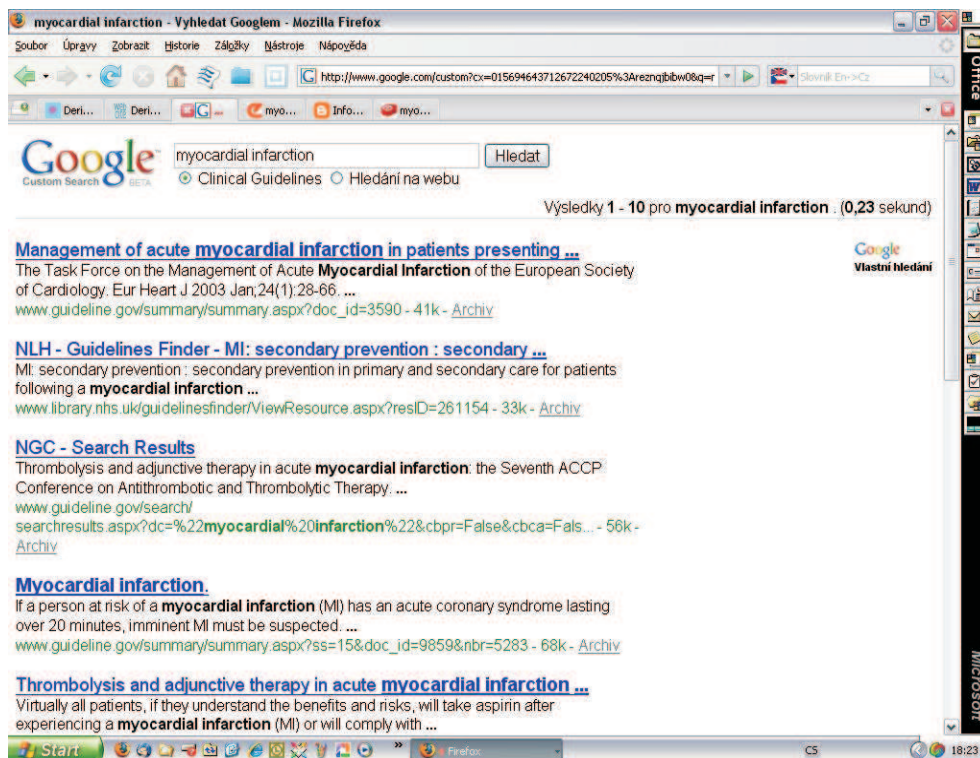 myocardial infarction - Vyhledat Googlem - Mozilla Firefox
Soubor Úpravy Zobrazit Historie Záložky Nástroje Nápověda
http://www.google.com/custom?cx=015694643712672240205%3Areznqjbibw0&q=r
Slovník En->Cz
Deri... Deri... G - myo... Info... myo...
Google™
Custom Search BETA
myocardial infarction Hledat
Clinical Guidelines Hledání na webu
Výsledky 1 - 10 pro myocardial infarction . (0,23 sekund)
Management of acute myocardial infarction in patients presenting ...
The Task Force on the Management of Acute Myocardial Infarction of the European Society
of Cardiology. Eur Heart J 2003 Jan;24(1):28-66. ...
www.guideline.gov/summary/summary.aspx?doc_id=3590 - 41k - Archiv
Google
Vlastní hledání
NLH - Guidelines Finder - MI: secondary prevention : secondary ...
MI: secondary prevention : secondary prevention in primary and secondary care for patients
following a myocardial infarction ...
www.library.nhs.uk/guidelinesfinder/ViewResource.aspx?resID=261154 - 33k - Archiv
NGC - Search Results
Thrombolysis and adjunctive therapy in acute myocardial infarction: the Seventh ACCP
Conference on Antithrombotic and Thrombolytic Therapy. ...
www.guideline.gov/search/
searchresults.aspx?dc=%22myocardial%20infarction%22&cbpr=False&cbca=Fals... - 56k -
Archiv
Myocardial infarction.
If a person at risk of a myocardial infarction (MI) has an acute coronary syndrome lasting
over 20 minutes, imminent MI must be suspected. ...
www.guideline.gov/summary/summary.aspx?ss=15&doc_id=9859&nbr=5283 - 68k - Archiv
Thrombolysis and adjunctive therapy in acute myocardial infarction ...
Virtually all patients, if they understand the benefits and risks, will take aspirin after
experiencing a myocardial infarction (MI) or will comply with ...
Office
Microsoft
Start » Firefox CS 18:23